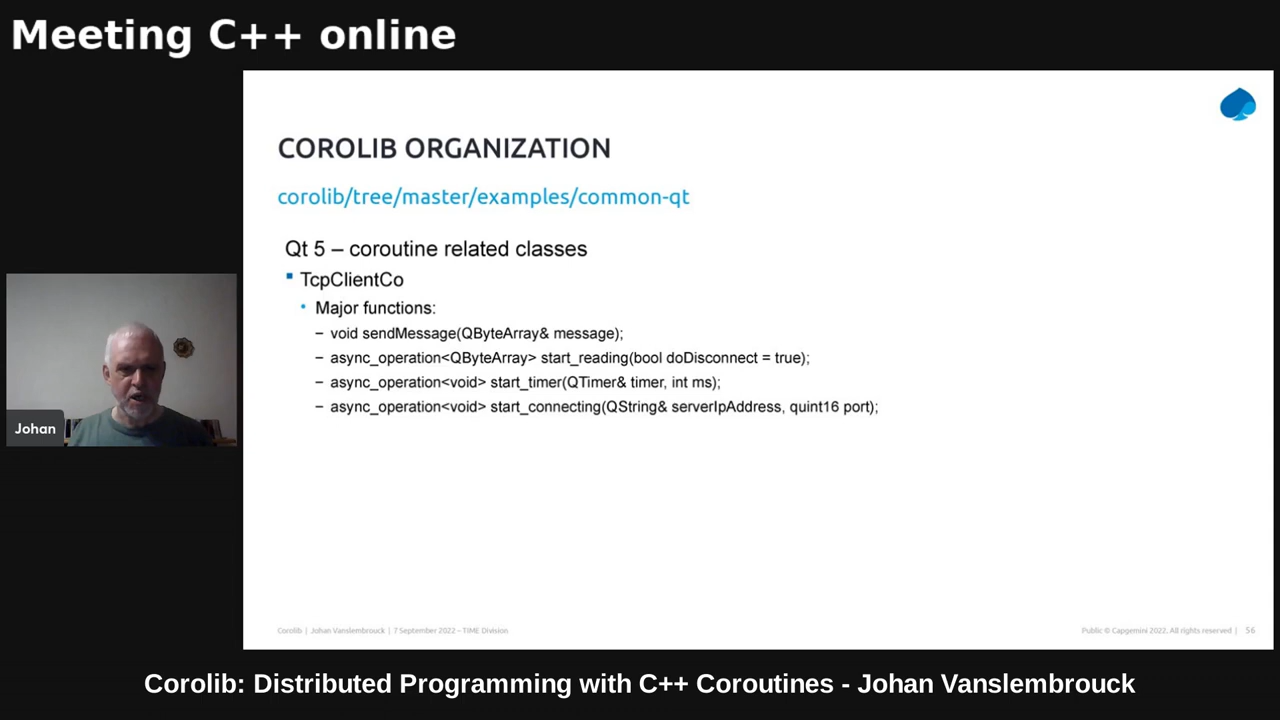 Meeting C++ online
COROLIB ORGANIZATION
corolib/tree/master/examples/common-qt
Qt 5 – coroutine related classes
▪ TcpClientCo
• Major functions:
– void sendMessage(QByteArray& message);
– async_operation<QByteArray> start_reading(bool doDisconnect = true);
– async_operation<void> start_timer(QTimer& timer, int ms);
– async_operation<void> start_connecting(QString& serverIpAddress, quint16 port);
Johan
Corolib | Johan Vanslembrouck | 7 September 2022 – TIME Division
Public © Capgemini 2022. All rights reserved | 56
Corolib: Distributed Programming with C++ Coroutines - Johan Vanslembrouck